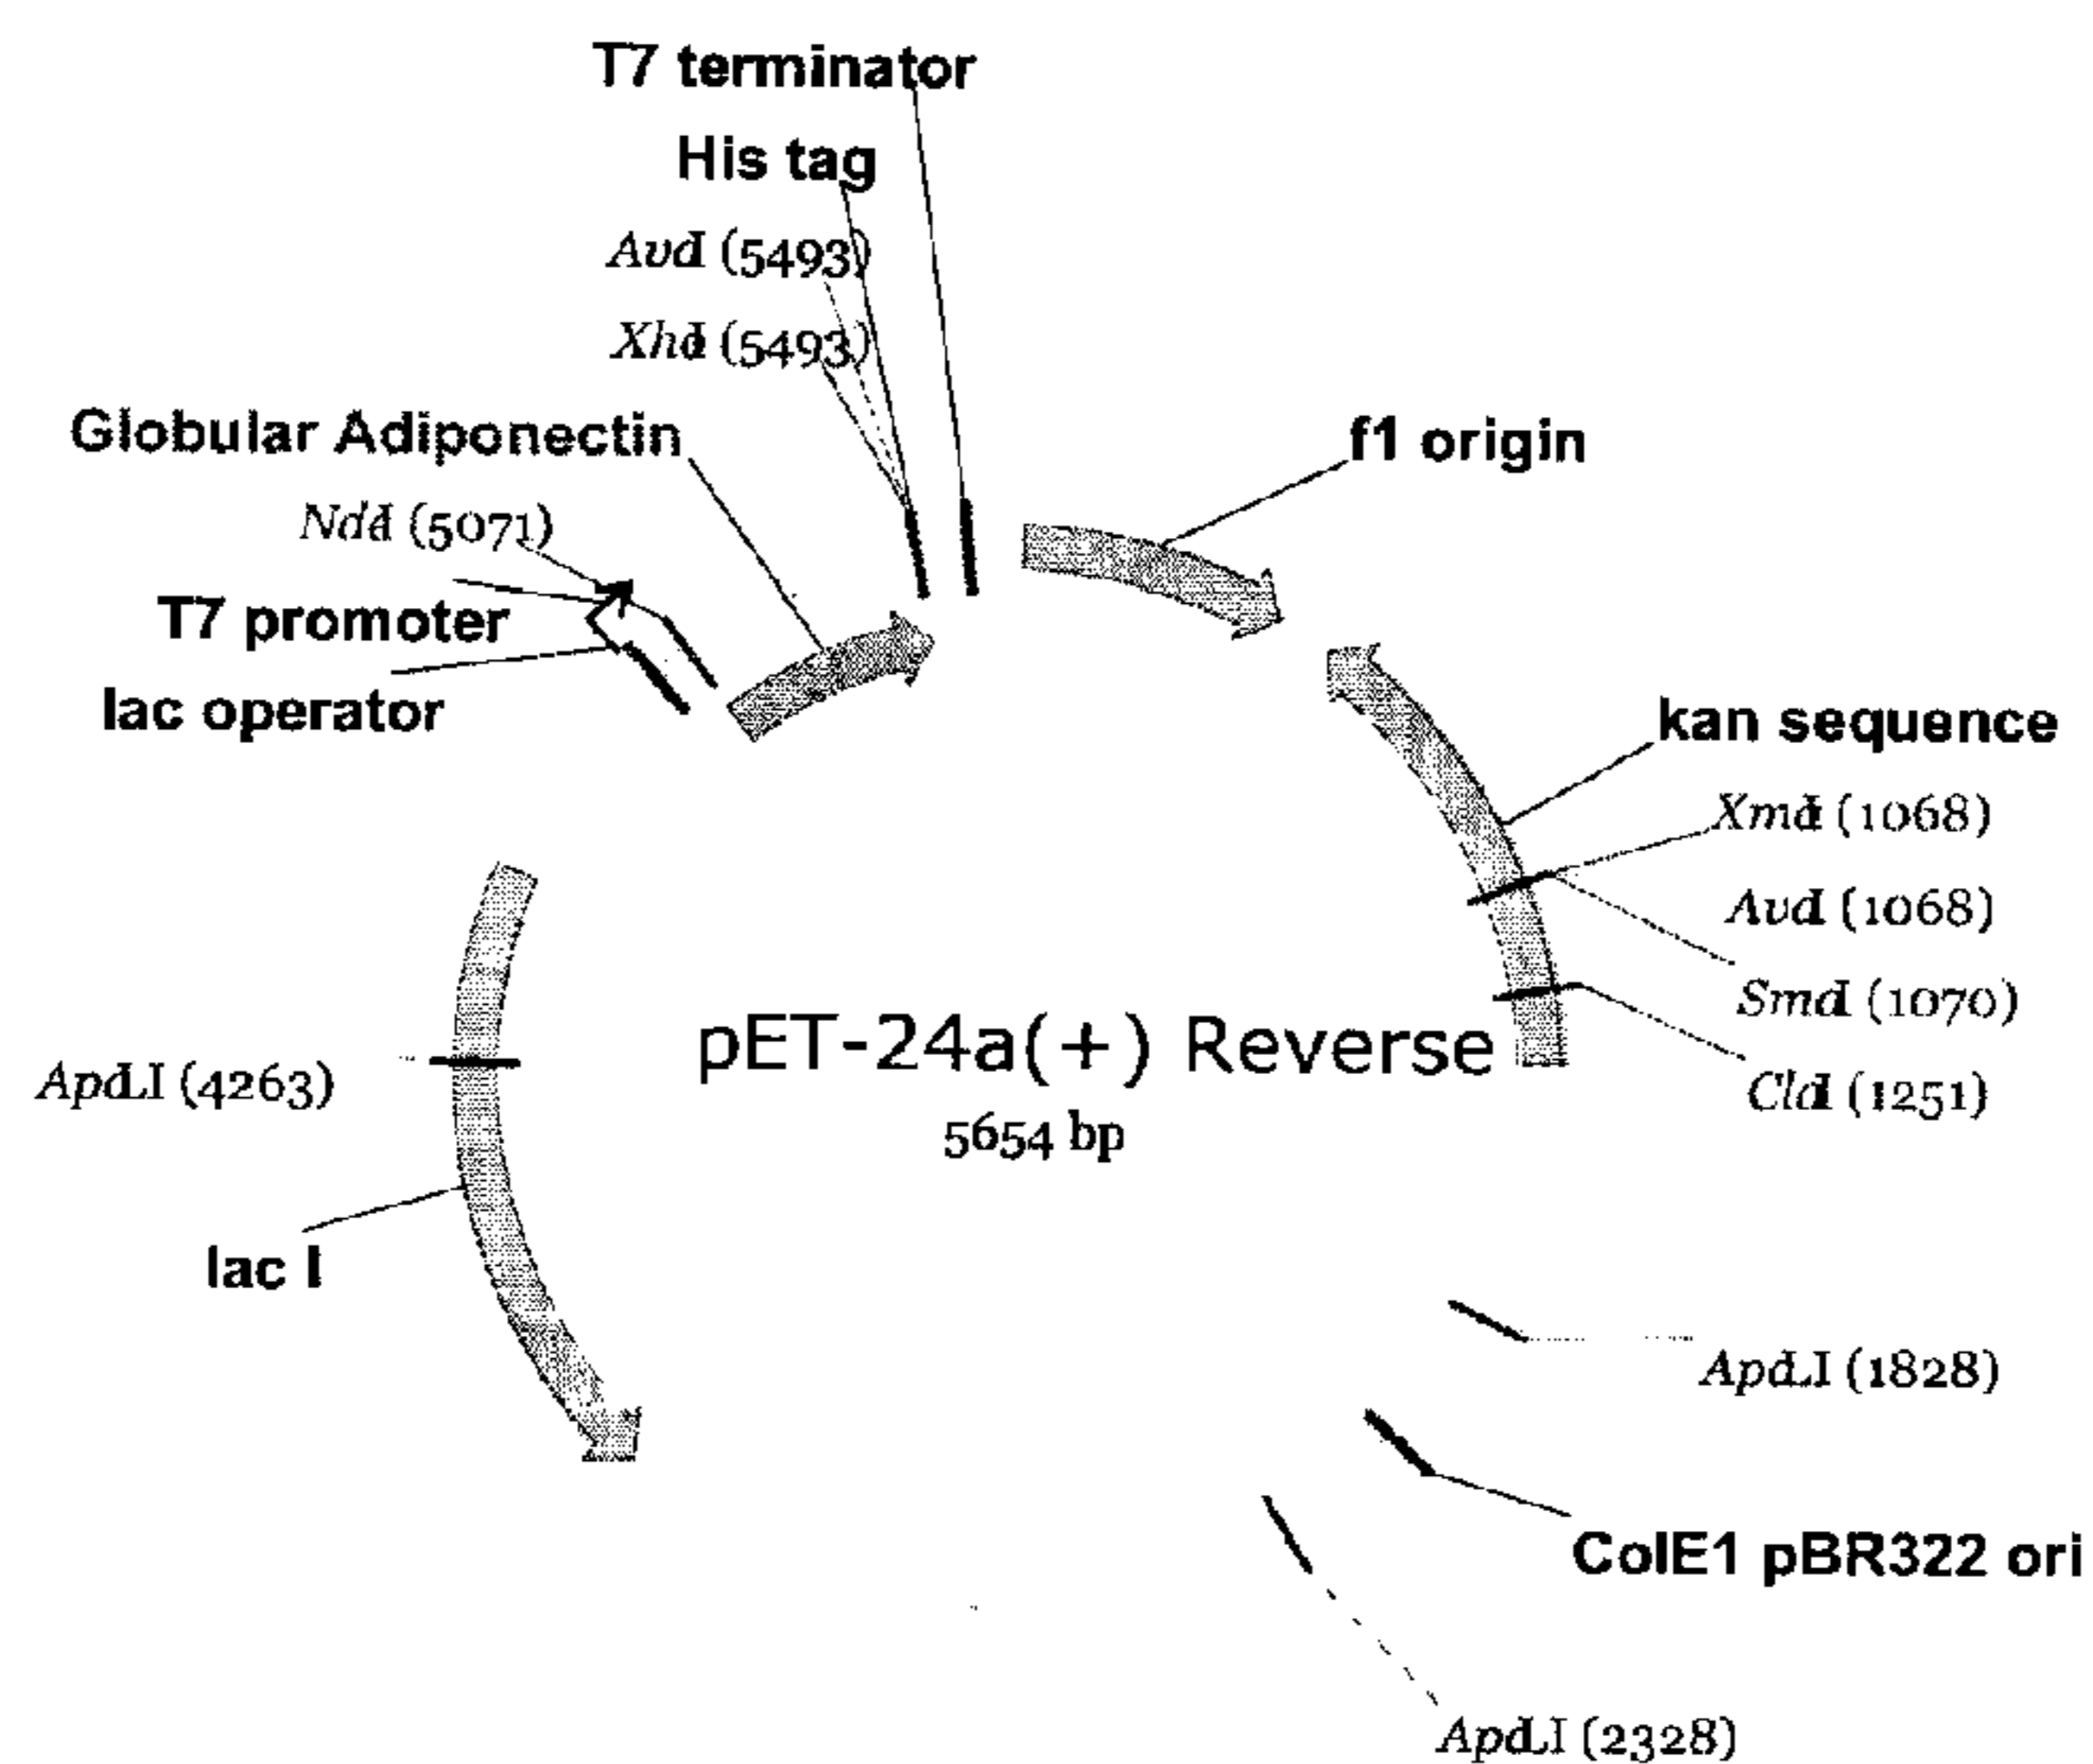 T7 terminator
His tag
AvaI (5493)
XhoI (5493)
Globular Adiponectin
f1 origin
NdeI (5071)
T7 promoter
lac operator
kan sequence
XmaI (1068)
AvaI (1068)
SmaI (1070)
ClaI (1251)
pET-24a(+) Reverse
5654 bp
ApaLI (4263)
lac I
ApaLI (1828)
ColE1 pBR322 ori
ApaLI (2328)